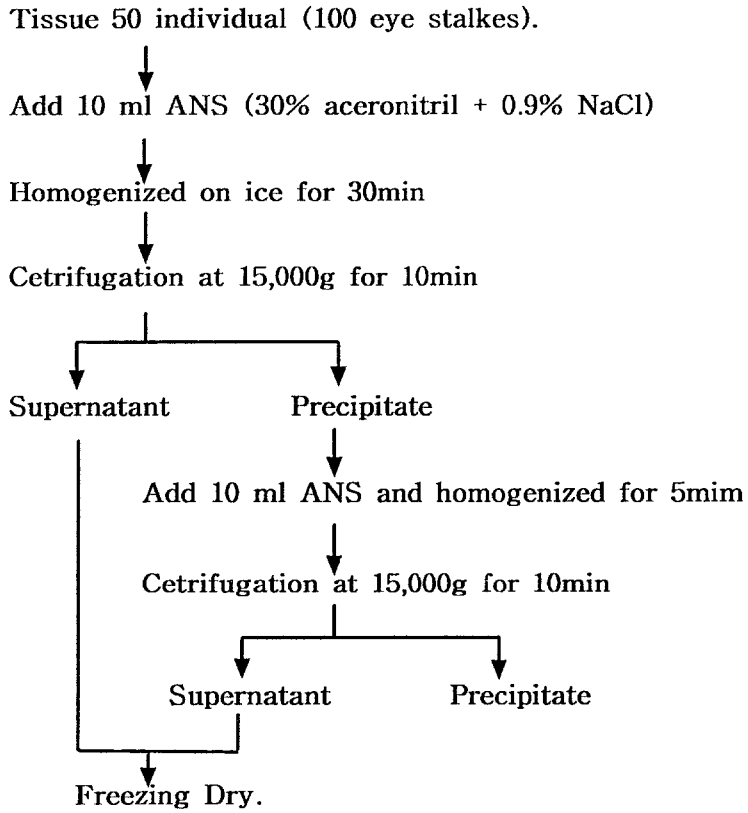 Tissue 50 individual (100 eye stalkes).
Add 10 ml ANS (30% aceronitril + 0.9% NaCl)
Homogenized on ice for 30min
Cetrifugation at 15,000g for 10min
Supernatant Precipitate
Add 10 ml ANS and homogenized for 5mim
Cetrifugation at 15,000g for 10min
Supernatant Precipitate
Freezing Dry.